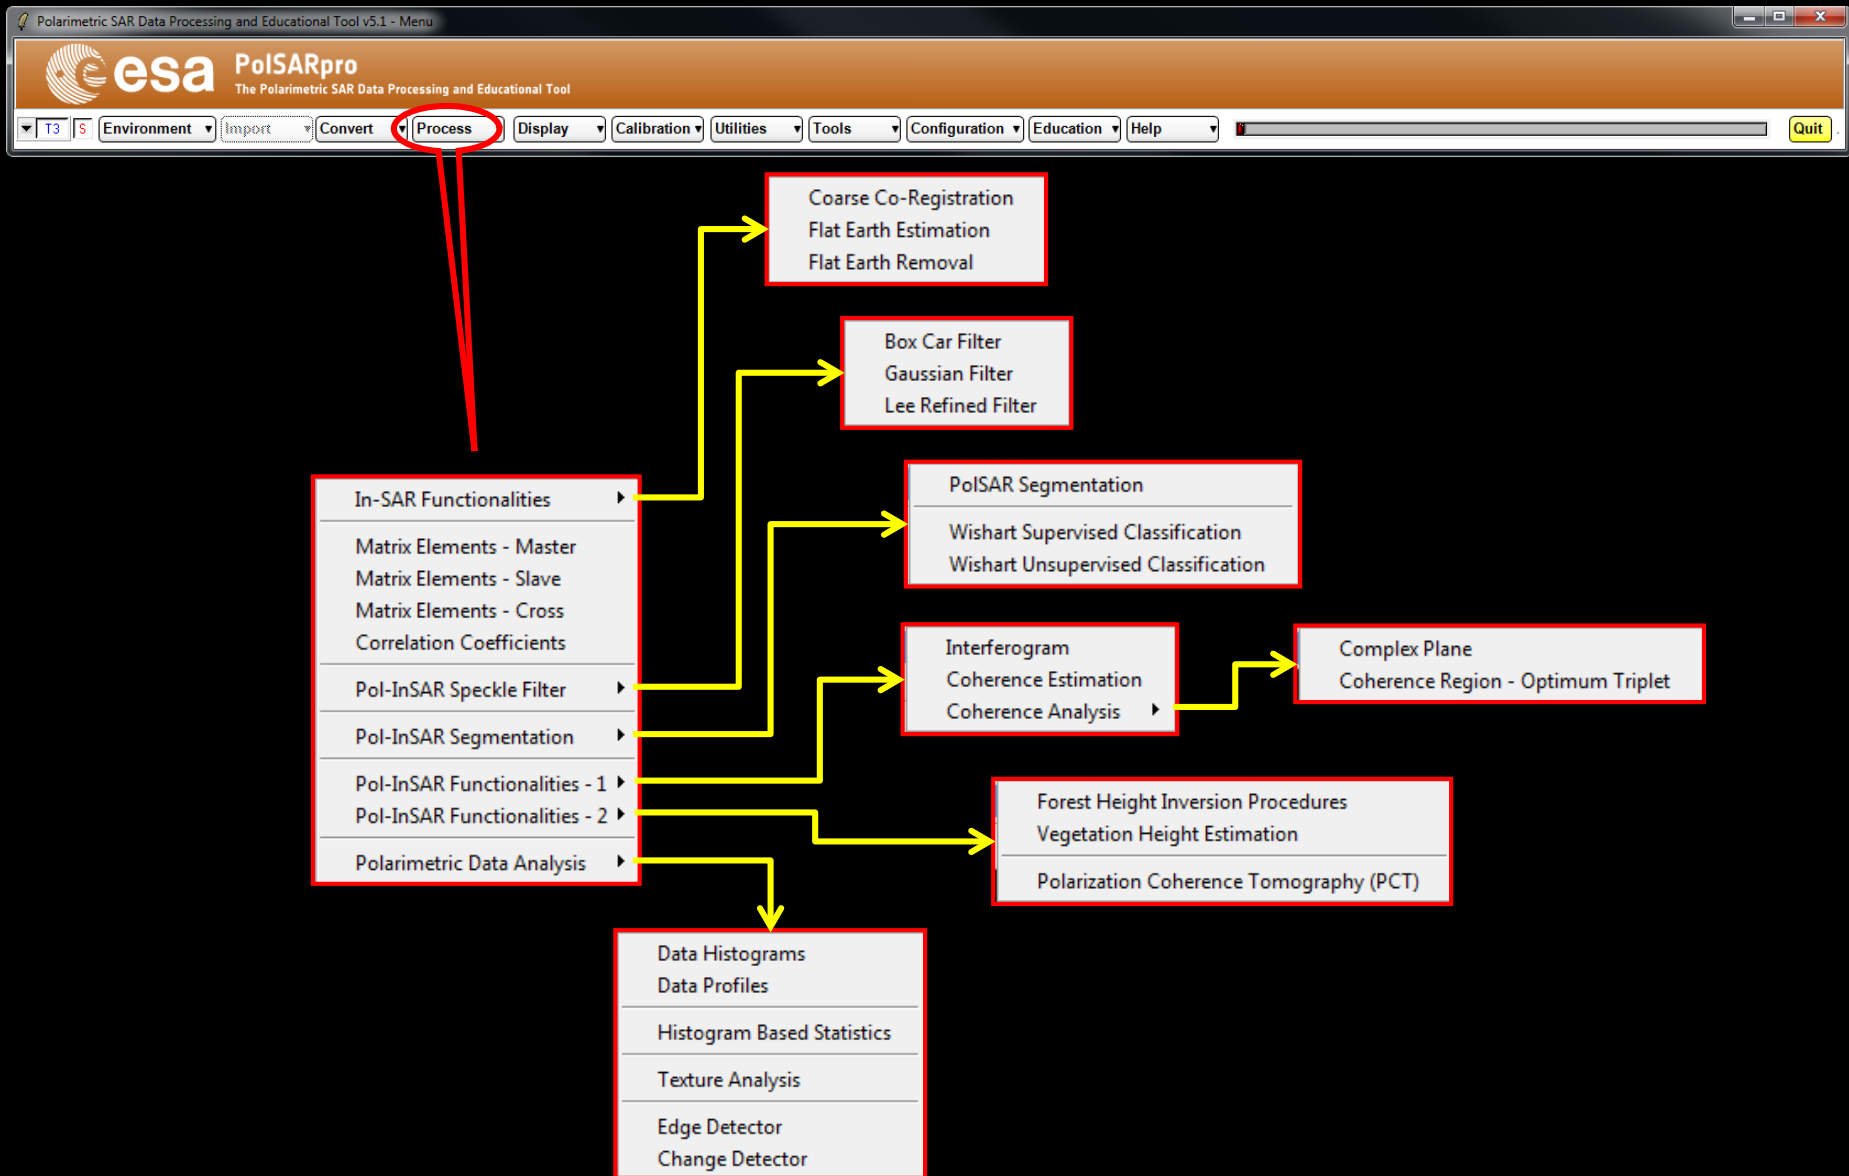 Polarimetric SAR Data Processing and Educational Tool v5.1 - Menu
esa
PolSARpro
The Polarimetric SAR Data Processing and Educational Tool
T3 S Environment Import Convert Process Display Calibration Utilities Tools Configuration Education Help Quit
Coarse Co-Registration
Flat Earth Estimation
Flat Earth Removal
Box Car Filter
Gaussian Filter
Lee Refined Filter
PolSAR Segmentation
Wishart Supervised Classification
Wishart Unsupervised Classification
In-SAR Functionalities
Matrix Elements - Master
Matrix Elements - Slave
Matrix Elements - Cross
Correlation Coefficients
Pol-InSAR Speckle Filter
Pol-InSAR Segmentation
Pol-InSAR Functionalities - 1
Pol-InSAR Functionalities - 2
Polarimetric Data Analysis
Interferogram
Coherence Estimation
Coherence Analysis
Complex Plane
Coherence Region - Optimum Triplet
Forest Height Inversion Procedures
Vegetation Height Estimation
Polarization Coherence Tomography (PCT)
Data Histograms
Data Profiles
Histogram Based Statistics
Texture Analysis
Edge Detector
Change Detector